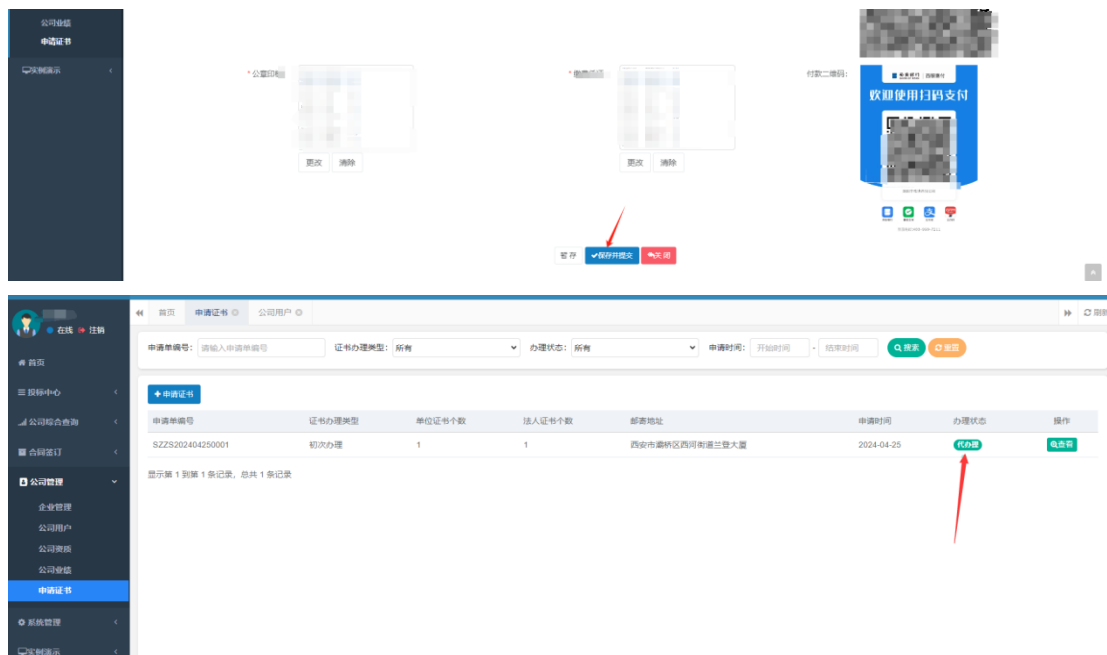 公司业绩
申请证书
实例演示
*公章印
付款二维码:
欢迎使用扫码支付
更改 清除
更改 清除
暂存 保存并提交 关闭
在线 注销
首页 申请证书 公司用户
申请单编号: 请输入申请单编号 证书办理类型: 所有 办理状态: 所有 申请时间: 开始时间 - 结束时间 搜索 重置
首页
投标中心
申请证书
公司综合查询
申请单编号 证书办理类型 单位证书个数 法人证书个数 邮寄地址 申请时间 办理状态 操作
SZZS202404250001 初次办理 1 1 西安市灞桥区西河街道兰登大厦 2024-04-25 代办理 查看
合同签订
显示第 1 到第 1 条记录，总共 1 条记录
公司管理
企业管理
公司用户
公司资质
公司业绩
申请证书
系统管理
实例演示